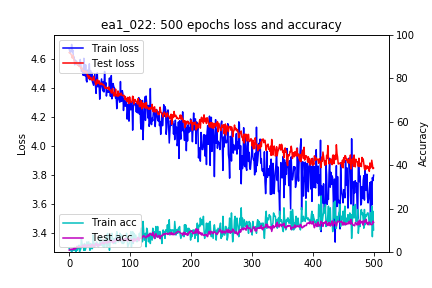 ea1_022: 500 epochs loss and accuracy
Train loss
Test loss
Train acc
Test acc
Loss
4.6
4.4
4.2
4.0
3.8
3.6
3.4
Accuracy
100
80
60
40
20
0
0 100 200 300 400 500